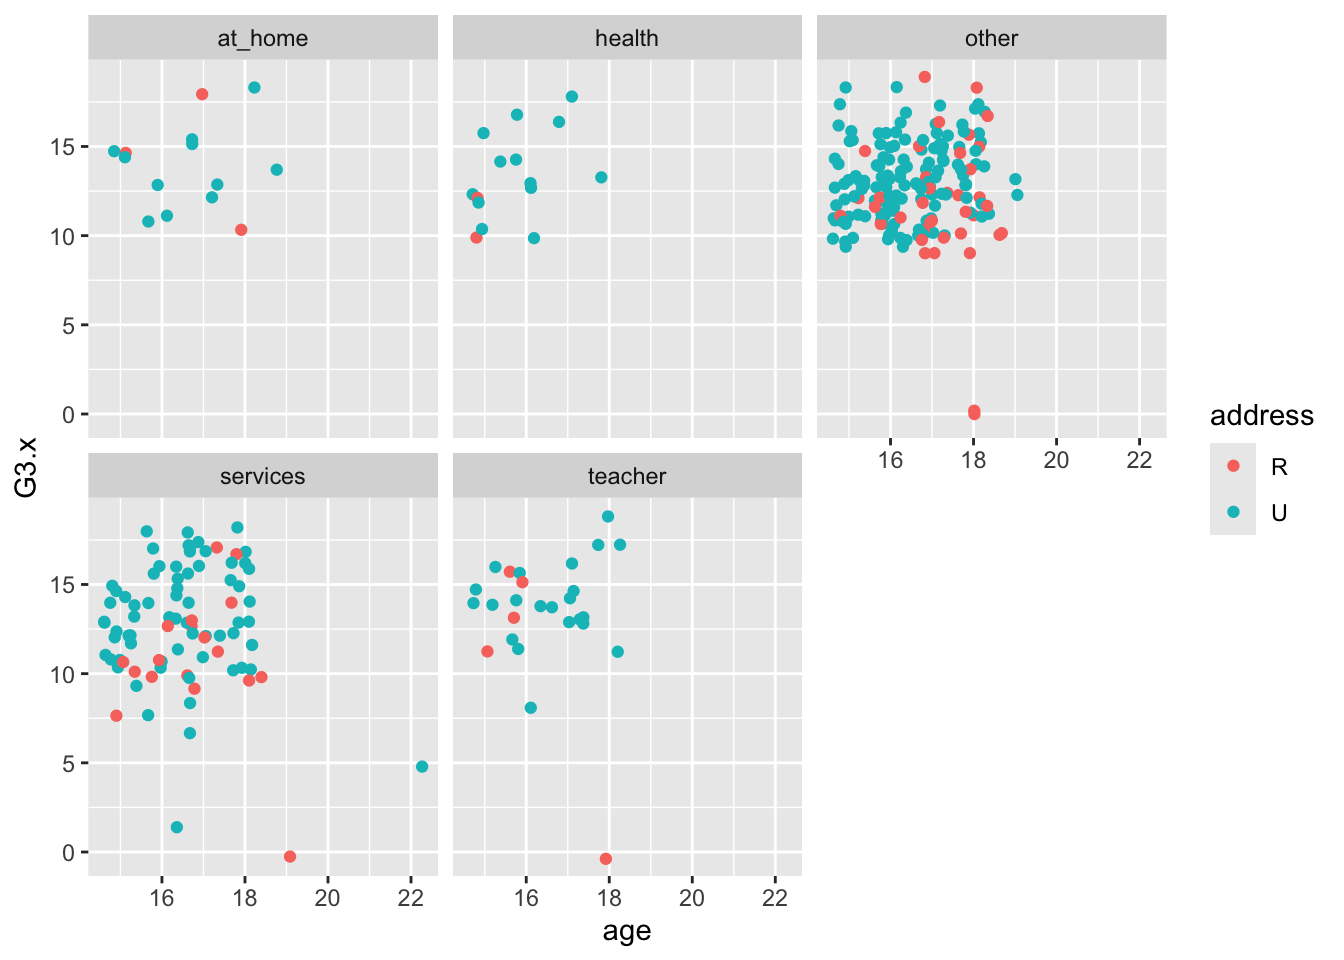 at_home health other
15
10
5
0
16 18 20 22
G3.x
services teacher
15
10
5
0
16 18 20 22 16 18 20 22
age
address
R
U